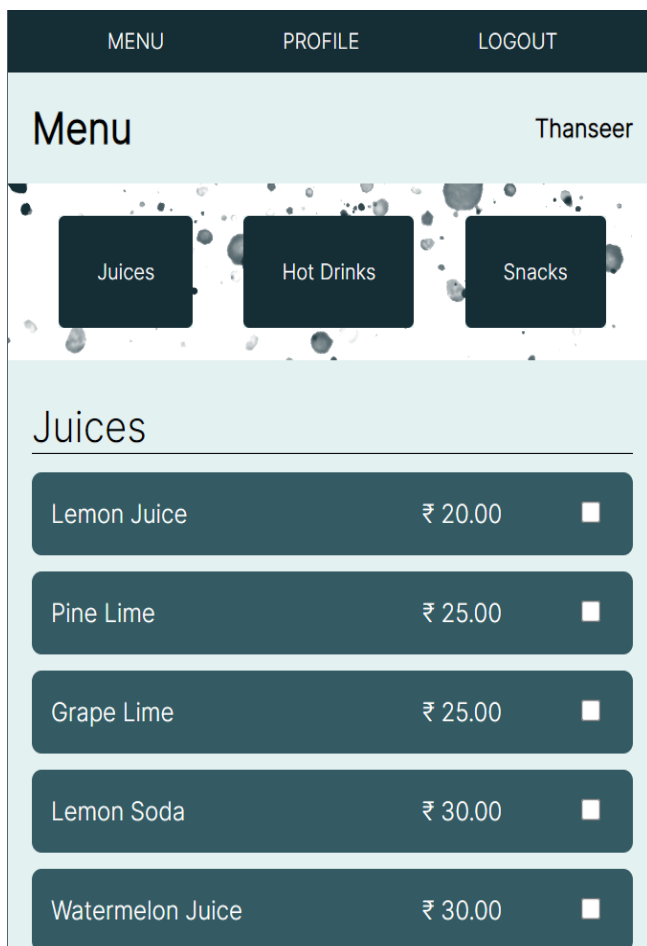 MENU PROFILE LOGOUT
Menu Thanseer
Juices Hot Drinks Snacks
Juices
Lemon Juice ₹ 20.00
Pine Lime ₹ 25.00
Grape Lime ₹ 25.00
Lemon Soda ₹ 30.00
Watermelon Juice ₹ 30.00